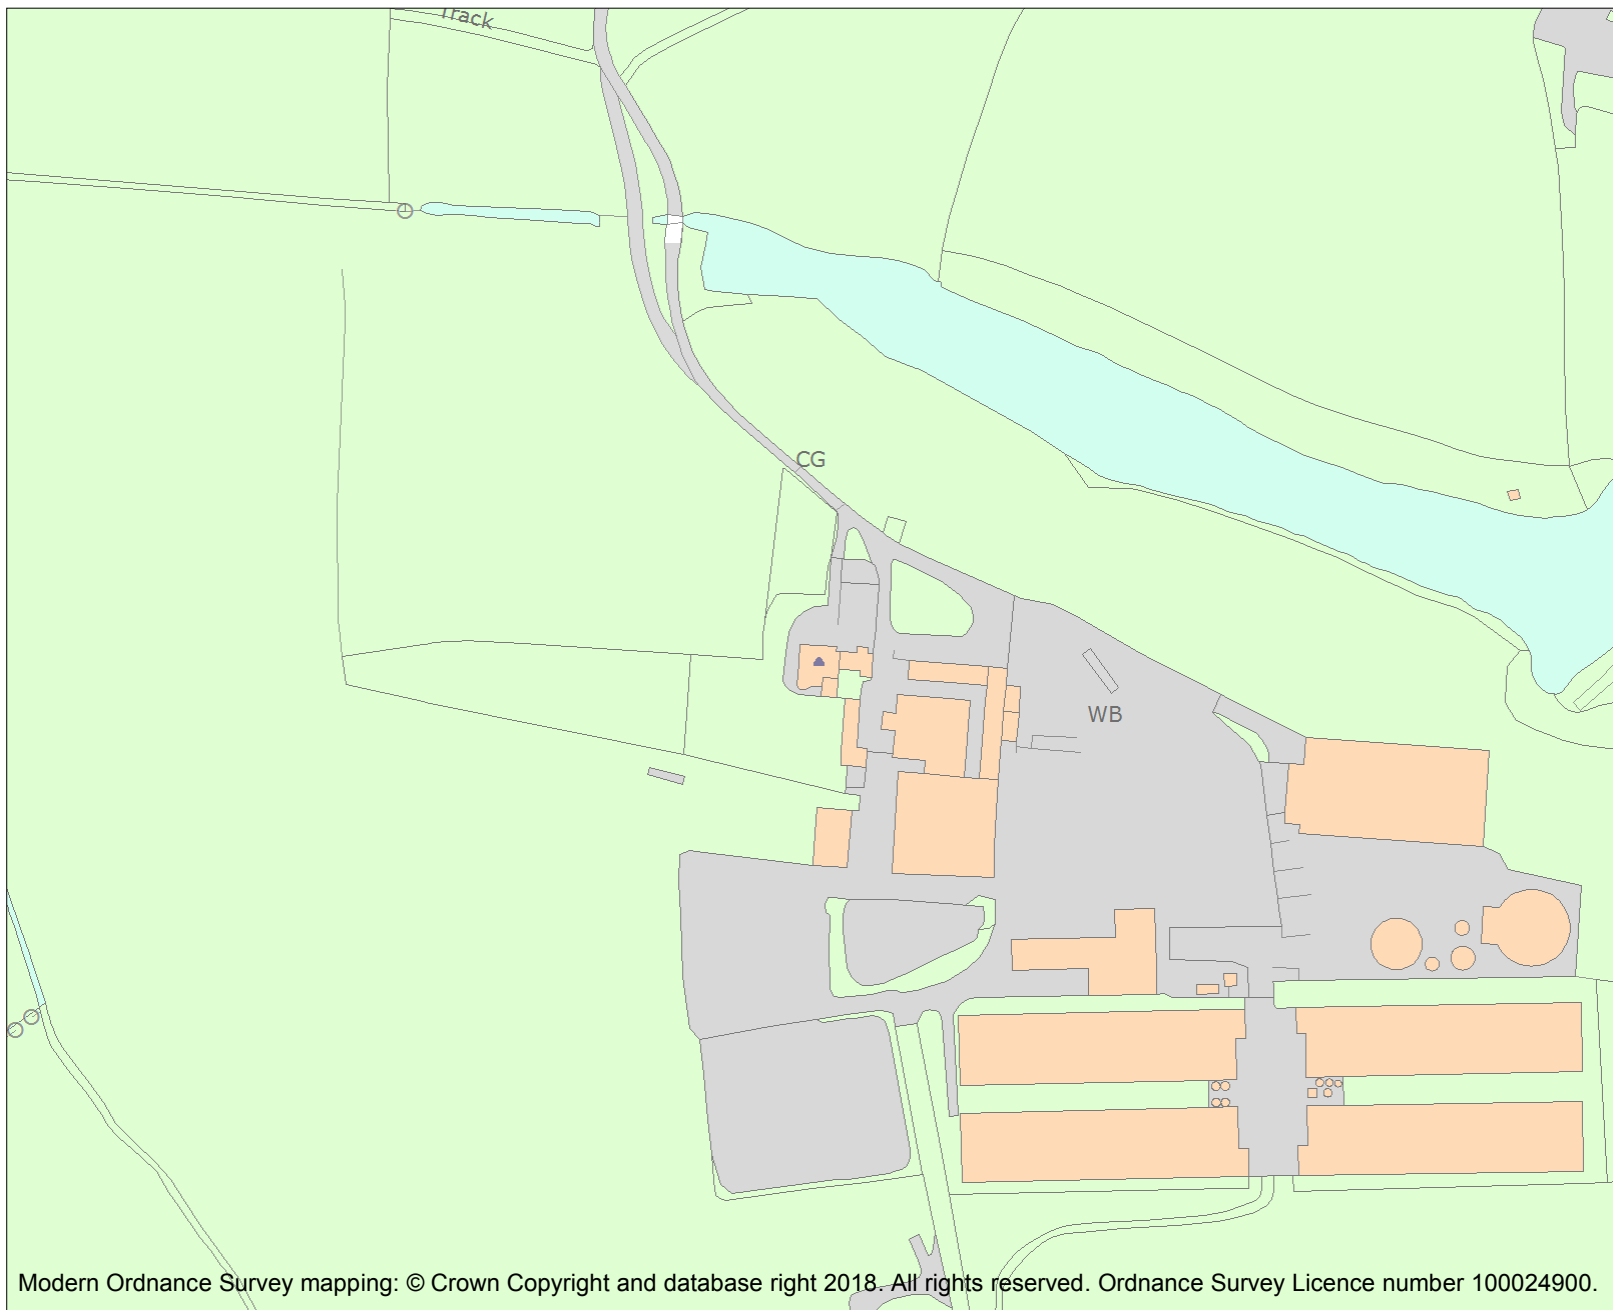 Track
CG
WB
Modern Ordnance Survey mapping: © Crown Copyright and database right 2018. All rights reserved. Ordnance Survey Licence number 100024900.